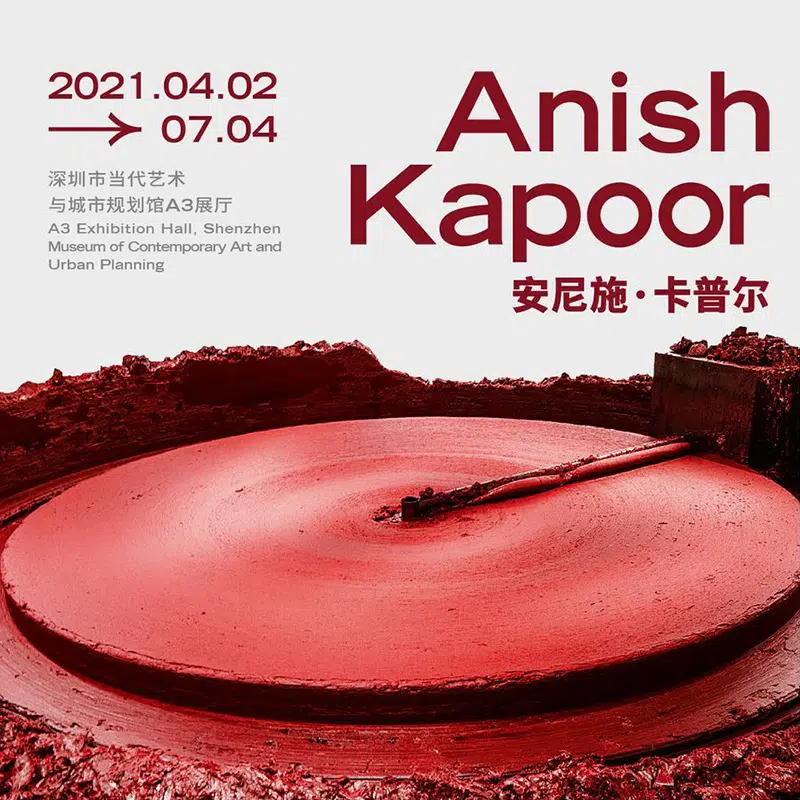 2021.04.02
→ 07.04
深圳市当代艺术
与城市规划馆A3展厅
A3 Exhibition Hall, Shenzhen
Museum of Contemporary Art and
Urban Planning
Anish
Kapoor
安尼施·卡普尔